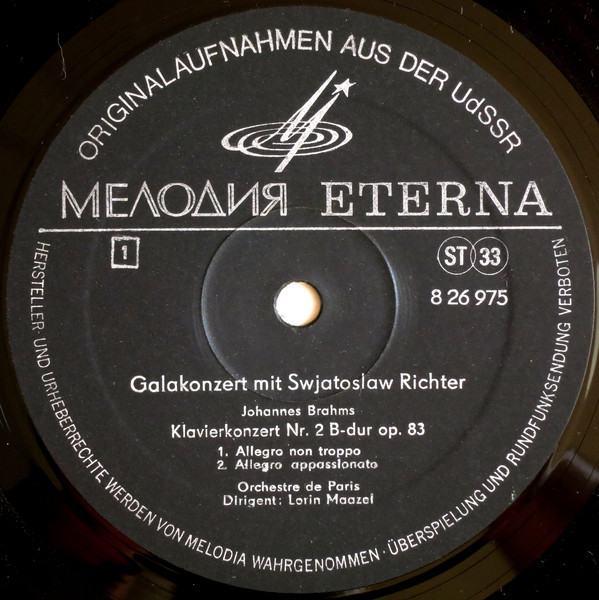 ORIGINALAUFNAHMEN AUS DER UdSSR
МЕЛОДИЯ ETERNA
1
ST 33
8 26 975
Galakonzert mit Swjatoslaw Richter
Johannes Brahms
Klavierkonzert Nr. 2 B-dur op. 83
1. Allegro non troppo
2. Allegro appassionato
Orchestre de Paris
Dirigent: Lorin Maazel
HERSTELLER- UND URHEBERRECHTE WERDEN VON MELODIA WAHRGENOMMEN · ÜBERSPIELUNG UND RUNDFUNKSENDUNG VERBOTEN